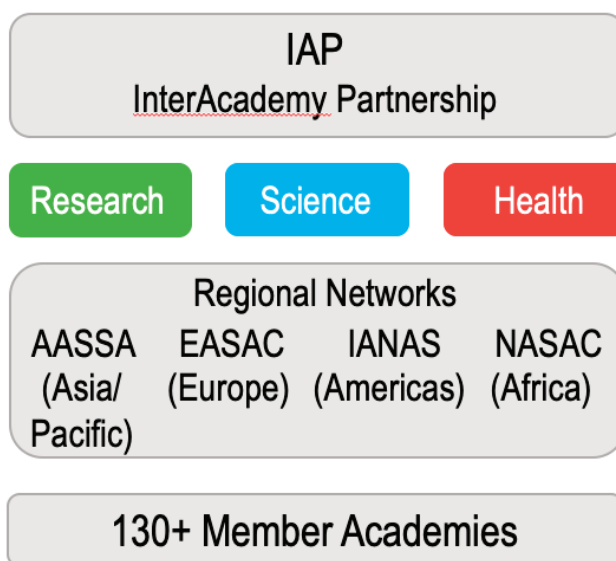 IAP
InterAcademy Partnership
Research Science Health
Regional Networks
AASSA EASAC IANAS NASAC
(Asia/ (Europe) (Americas) (Africa)
Pacific)
130+ Member Academies